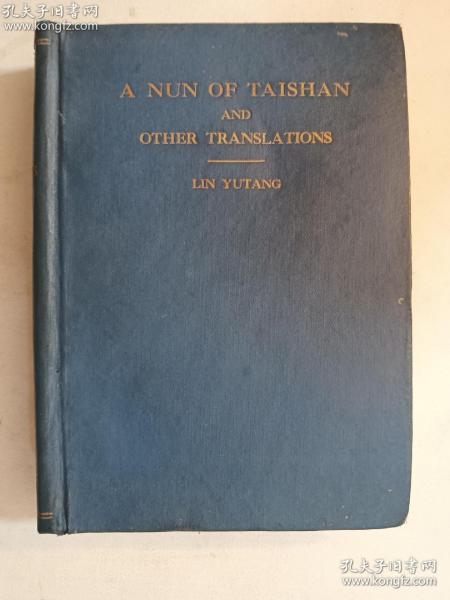 孔夫子旧书网
www.kongfz.com
A NUN OF TAISHAN
AND
OTHER TRANSLATIONS
LIN YUTANG
孔夫子旧书网
www.kongfz.com